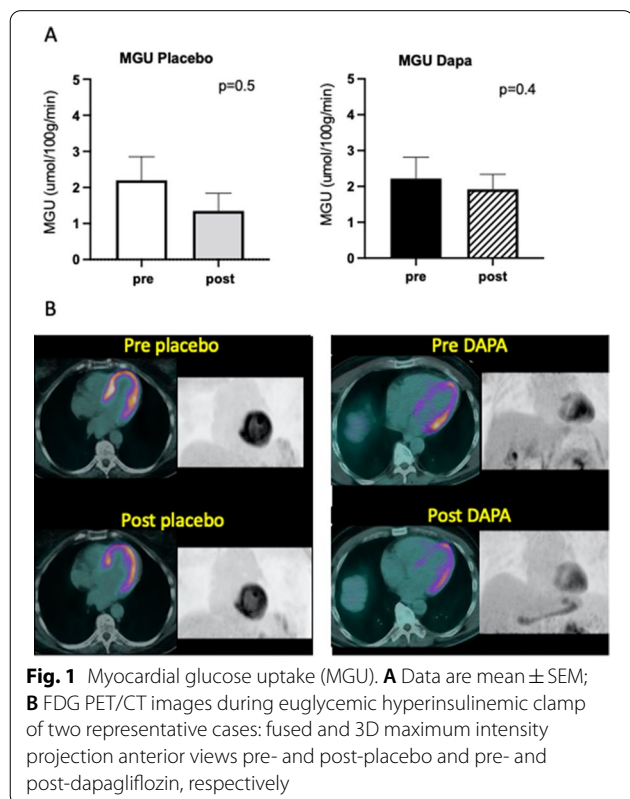 A
MGU Placebo
p=0.5
MGU (umol/100g/min)
5
4
3
2
1
0
pre
post
MGU Dapa
p=0.4
MGU (umol/100g/min)
5
4
3
2
1
0
pre
post
B
Pre placebo
Pre DAPA
Post placebo
Post DAPA
Fig. 1 Myocardial glucose uptake (MGU). A Data are mean ± SEM;
B FDG PET/CT images during euglycemic hyperinsulinemic clamp
of two representative cases: fused and 3D maximum intensity
projection anterior views pre- and post-placebo and pre- and
post-dapagliflozin, respectively